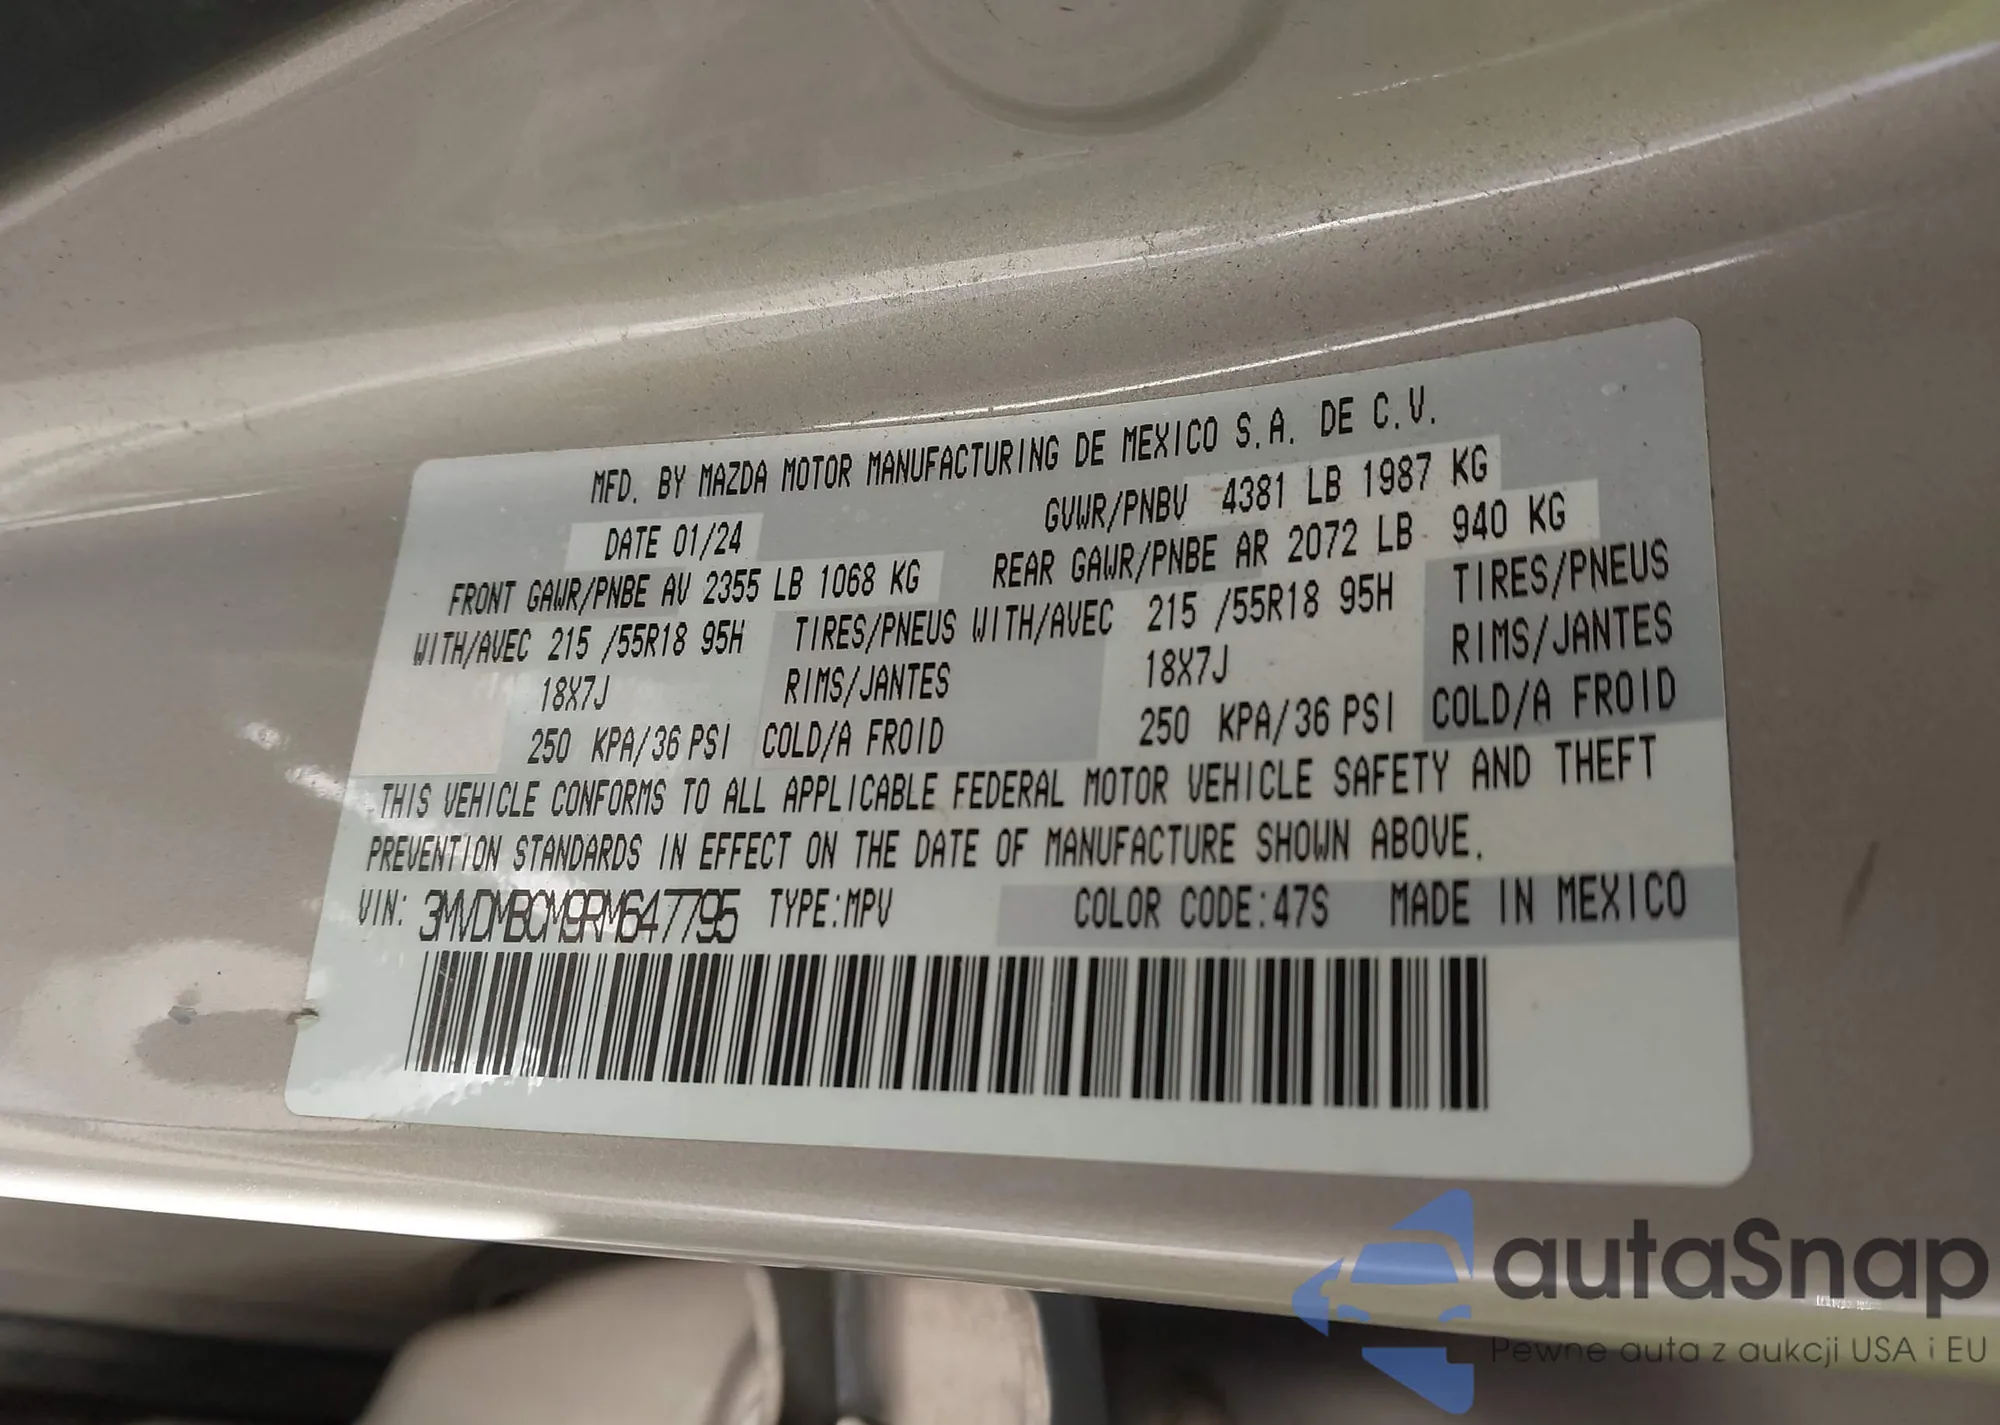 MFD. BY MAZDA MOTOR MANUFACTURING DE MEXICO S.A. DE C.V.
DATE 01/24 GVWR/PNBV 4381 LB 1987 KG
FRONT GAWR/PNBE AV 2355 LB 1068 KG REAR GAWR/PNBE AR 2072 LB 940 KG
WITH/AVEC 215 /55R18 95H TIRES/PNEUS WITH/AVEC 215 /55R18 95H TIRES/PNEUS
18X7J RIMS/JANTES 18X7J RIMS/JANTES
250 KPA/36 PSI COLD/A FROID 250 KPA/36 PSI COLD/A FROID
THIS VEHICLE CONFORMS TO ALL APPLICABLE FEDERAL MOTOR VEHICLE SAFETY AND THEFT
PREVENTION STANDARDS IN EFFECT ON THE DATE OF MANUFACTURE SHOWN ABOVE.
VIN: 3MVDMBCM9RM647795 TYPE:MPV COLOR CODE:47S MADE IN MEXICO
autaSnap
Pewne auta z aukcji USA i EU